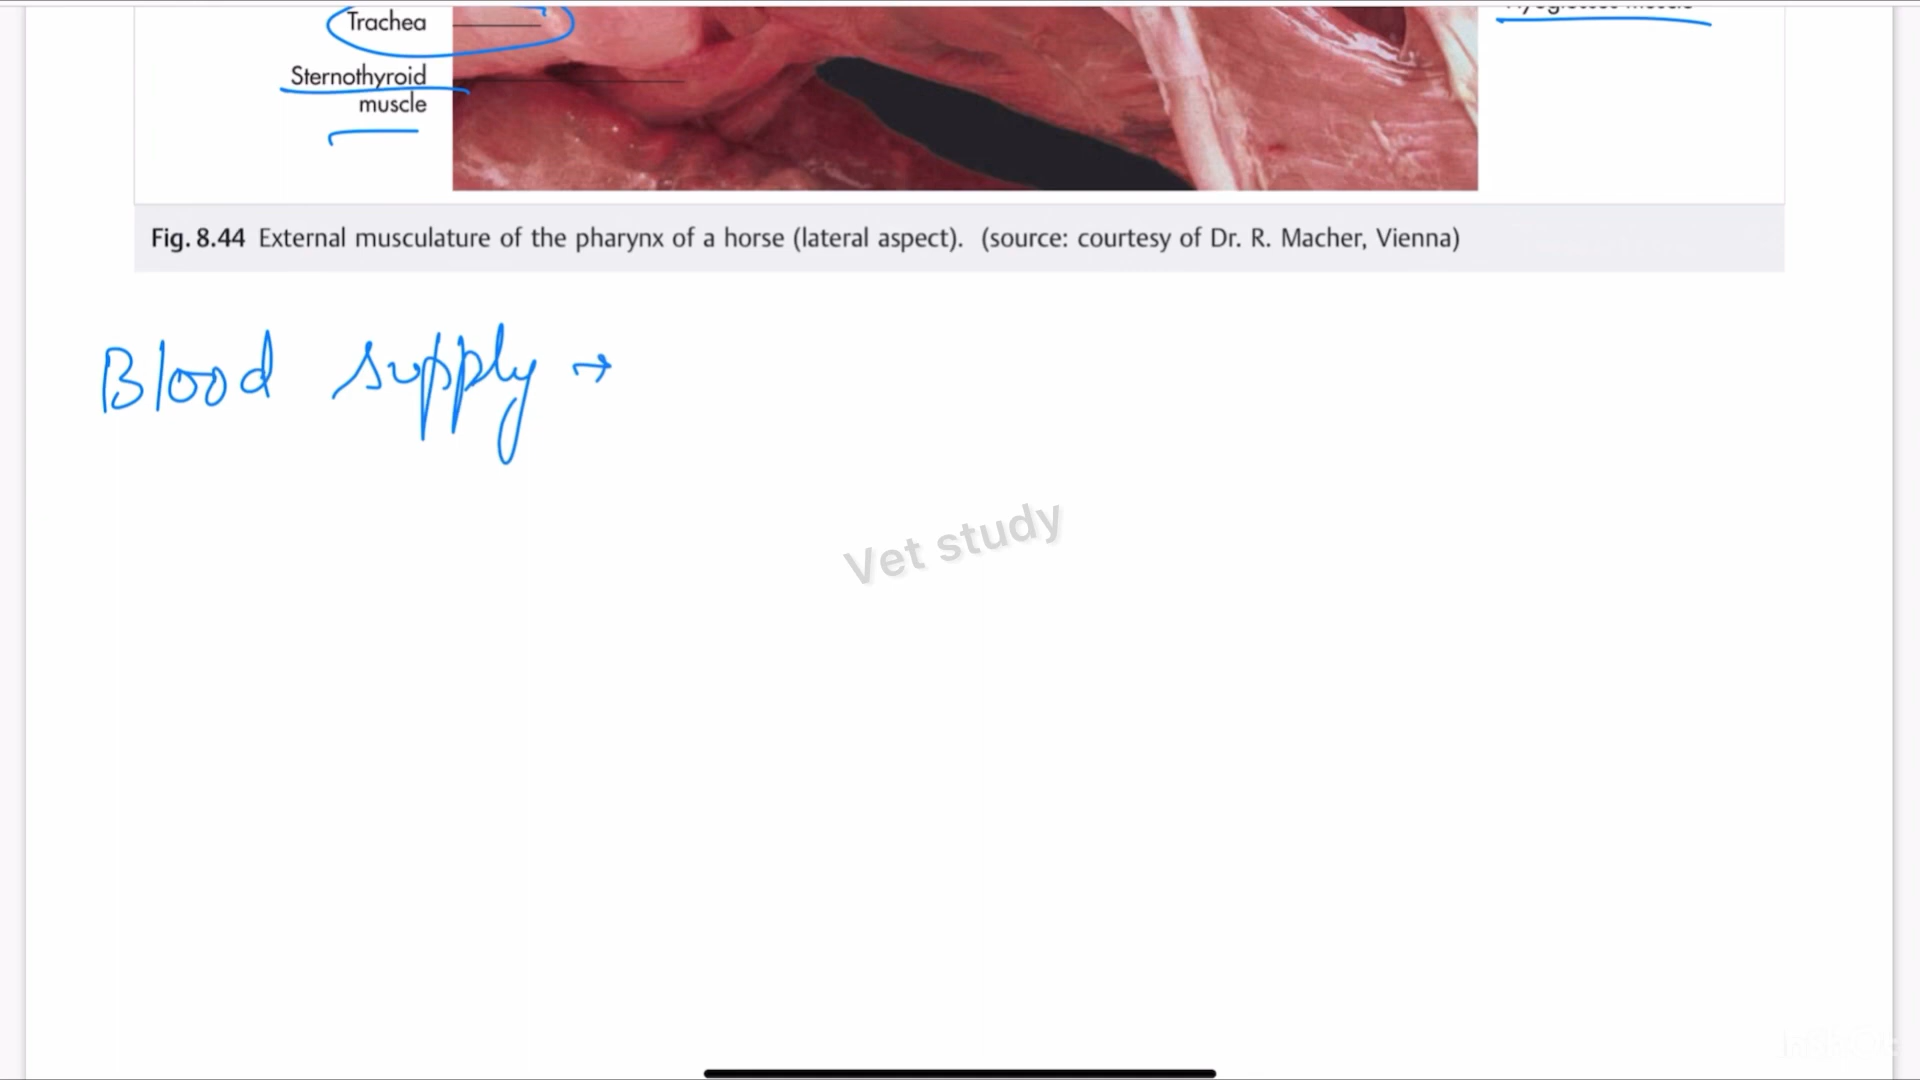 Trachea
Sternothyroid
muscle
muscle
Fig. 8.44 External musculature of the pharynx of a horse (lateral aspect). (source: courtesy of Dr. R. Macher, Vienna)
Blood supply →
Vet study